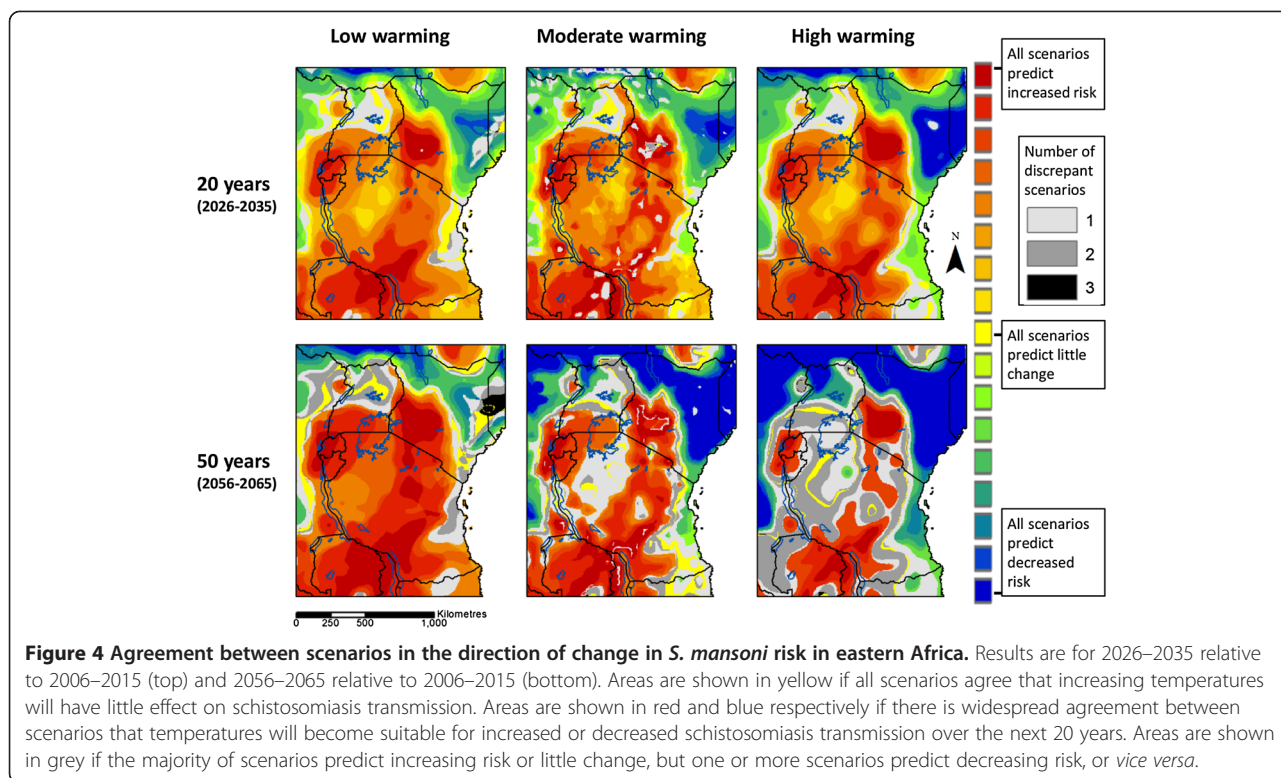 Low warming
Moderate warming
High warming
20 years
(2026-2035)
50 years
(2056-2065)
N
All scenarios
predict
increased risk
Number of
discrepant
scenarios
1
2
3
All scenarios
predict little
change
All scenarios
predict
decreased
risk
Kilometres
0 250 500 1,000
Figure 4 Agreement between scenarios in the direction of change in S. mansoni risk in eastern Africa. Results are for 2026–2035 relative
to 2006–2015 (top) and 2056–2065 relative to 2006–2015 (bottom). Areas are shown in yellow if all scenarios agree that increasing temperatures
will have little effect on schistosomiasis transmission. Areas are shown in red and blue respectively if there is widespread agreement between
scenarios that temperatures will become suitable for increased or decreased schistosomiasis transmission over the next 20 years. Areas are shown
in grey if the majority of scenarios predict increasing risk or little change, but one or more scenarios predict decreasing risk, or vice versa.